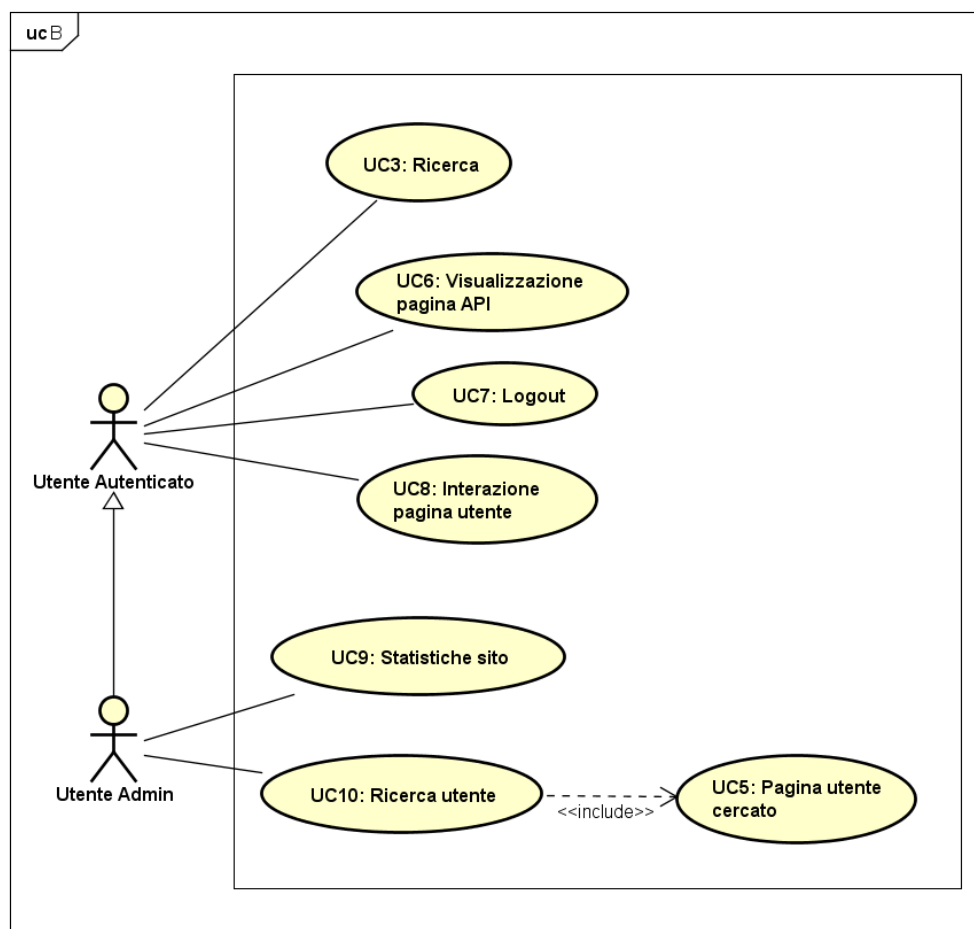 uc B
UC3: Ricerca
UC6: Visualizzazione
pagina API
UC7: Logout
UC8: Interazione
pagina utente
Utente Autenticato
UC9: Statistiche sito
UC10: Ricerca utente
<<include>>
UC5: Pagina utente
cercato
Utente Admin